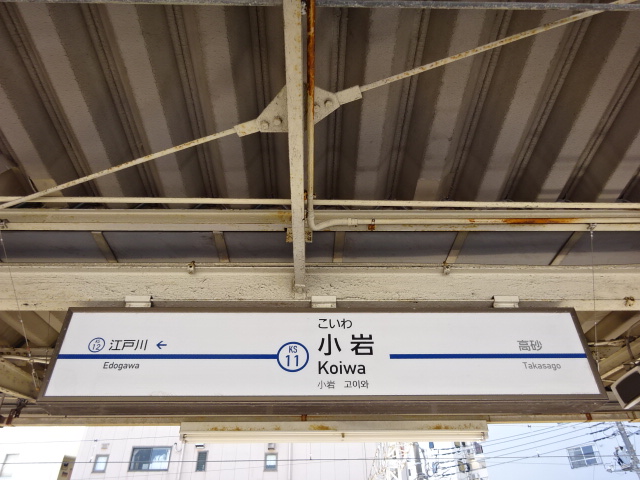 こいわ
KS 12 江戸川 ←
Edogawa
KS 11 小岩
Koiwa
小岩 고이와
高砂
Takasago